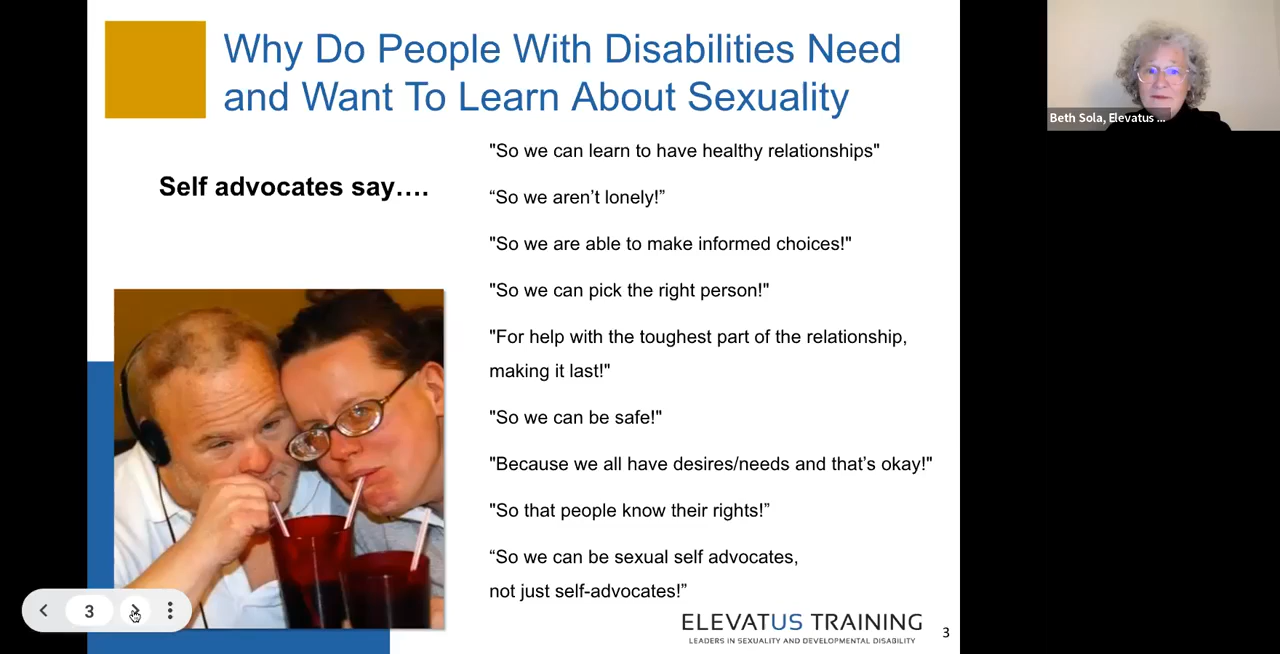 Why Do People With Disabilities Need
and Want To Learn About Sexuality
Self advocates say….
"So we can learn to have healthy relationships"
“So we aren’t lonely!”
"So we are able to make informed choices!"
"So we can pick the right person!"
"For help with the toughest part of the relationship,
making it last!"
"So we can be safe!"
"Because we all have desires/needs and that’s okay!"
"So that people know their rights!”
“So we can be sexual self advocates,
not just self-advocates!”
ELEVATUS TRAINING
LEADERS IN SEXUALITY AND DEVELOPMENTAL DISABILITY
3
3
Beth Sola, Elevatus ...